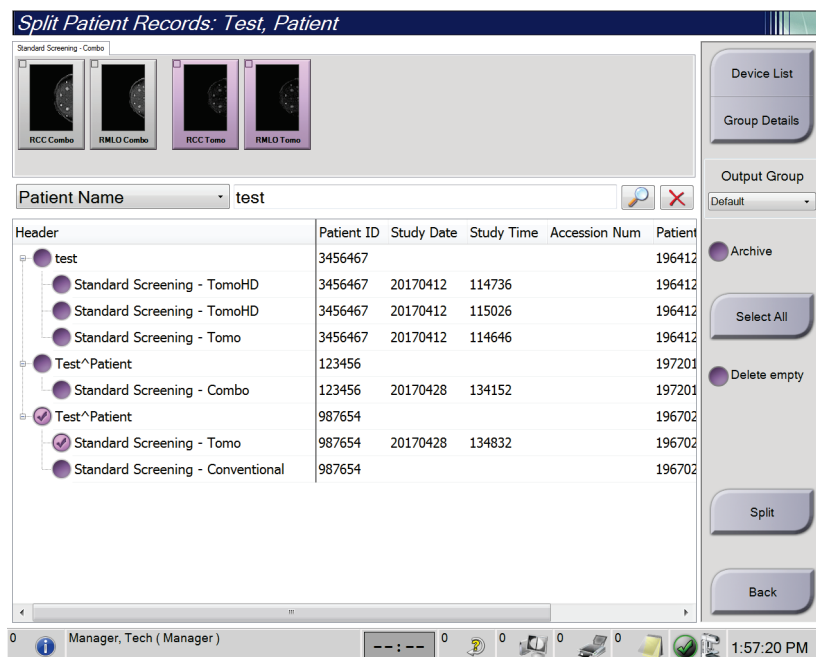 Split Patient Records: Test, Patient
Standard Screening - Combo
RCC Combo
RMLO Combo
RCC Tomo
RMLO Tomo
Device List
Group Details
Output Group
Default
Patient Name
test
Header Patient ID Study Date Study Time Accession Num Patient
test 3456467 196412
Standard Screening - TomoHD 3456467 20170412 114736 196412
Standard Screening - TomoHD 3456467 20170412 115026 196412
Standard Screening - Tomo 3456467 20170412 114646 196412
Test^Patient 123456 197201
Standard Screening - Combo 123456 20170428 134152 197201
Test^Patient 987654 196702
Standard Screening - Tomo 987654 20170428 134832 196702
Standard Screening - Conventional 987654 196702
Archive
Select All
Delete empty
Split
Back
0 Manager, Tech ( Manager ) --:-- 0 0 0 0 1:57:20 PM